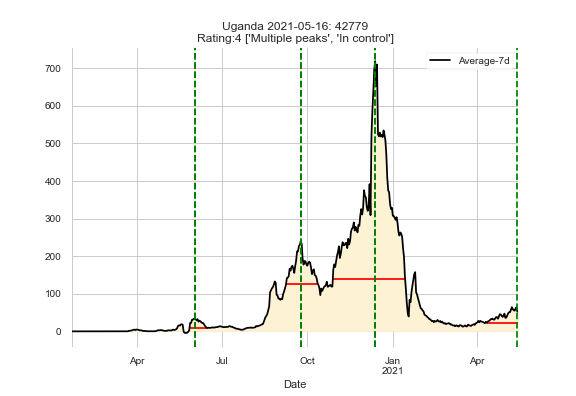 Uganda 2021-05-16: 42779
Rating:4 ['Multiple peaks', 'In control']
Average-7d
700
600
500
400
300
200
100
0
Apr
Jul
Oct
Jan
2021
Apr
Date